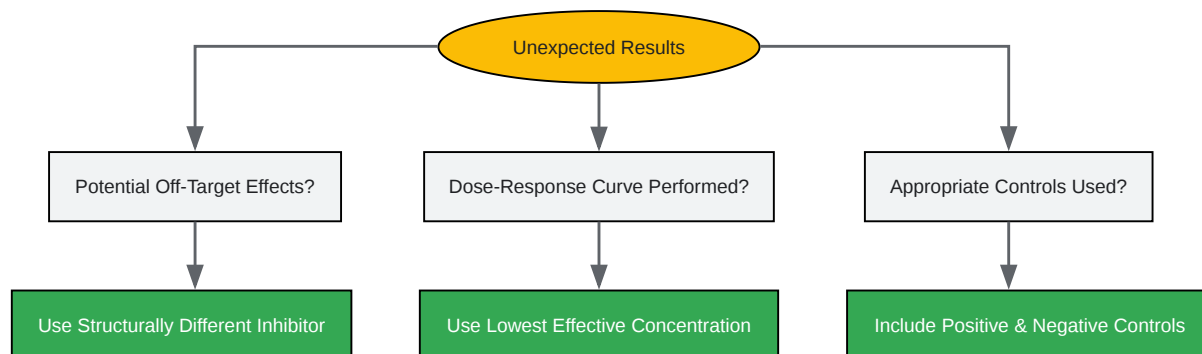 Unexpected Results
Potential Off-Target Effects?
Dose-Response Curve Performed?
Appropriate Controls Used?
Use Structurally Different Inhibitor
Use Lowest Effective Concentration
Include Positive & Negative Controls